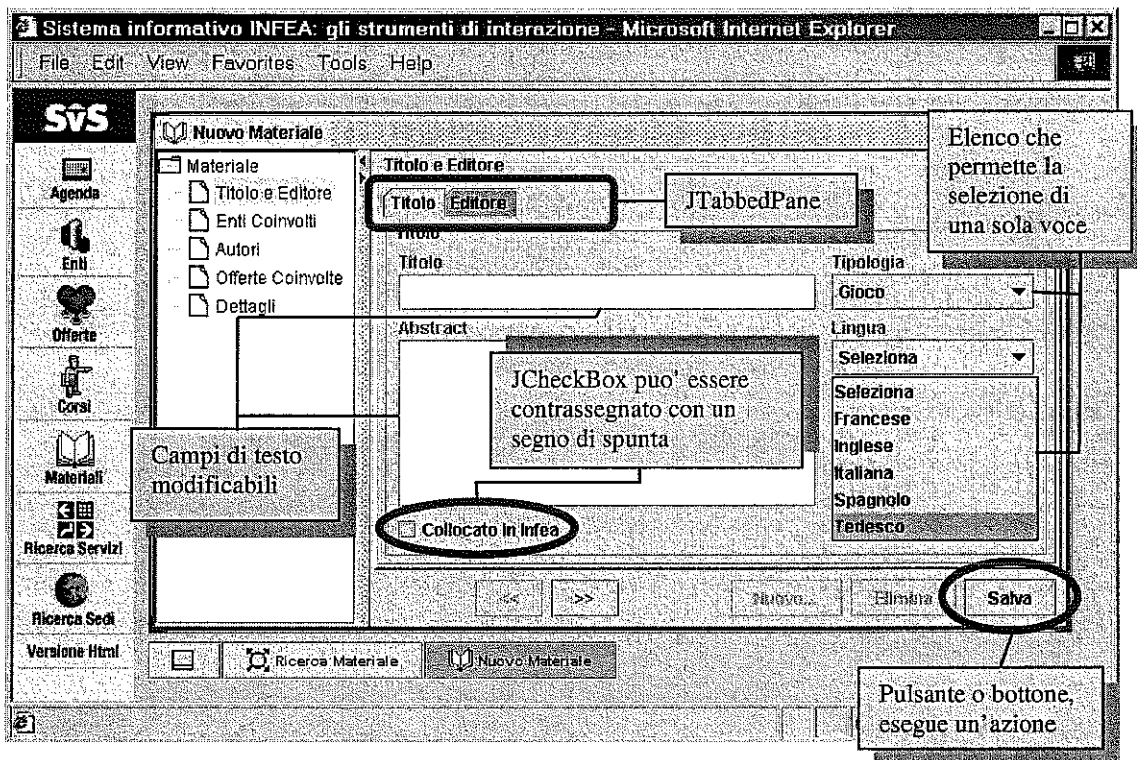 Sistema informativo INFEA: gli strumenti di interazione - Microsoft Internet Explorer
File Edit View Favorites Tools Help
SvS
Agenda
Enti
Offerte
Corsi
Materiali
Ricerca Servizi
Ricerca Sedi
Versione Html
Nuovo Materiale
Materiale
Titolo e Editore
Enti Coinvolti
Autori
Offerte Coinvolte
Dettagli
Titolo e Editore
Titolo Editore
JTabbedPane
Elenco che
permette la
selezione di
una sola voce
Titolo
Titolo
Tipologia
Gioco
Abstract
Lingua
Seleziona
Seleziona
Francese
Inglese
Italiana
Spagnolo
Tedesco
JCheckBox puo' essere
contrassegnato con un
segno di spunta
Campi di testo
modificabili
Collocato in Infea
<< >> Nuovo... Elimina Salva
Ricerca Materiale Nuovo Materiale
Pulsante o bottone,
esegue un'azione